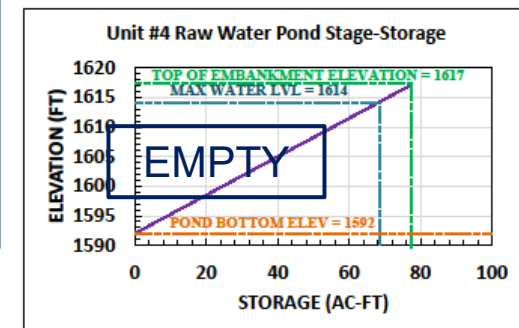 Unit #4 Raw Water Pond Stage-Storage
1620
TOP OF EMBANKMENT ELEVATION = 1617
1615
MAX WATER LVL = 1614
1610
EMPTY
1605
1600
1595
POND BOTTOM ELEV = 1592
1590
ELEVATION (FT)
0 20 40 60 80 100
STORAGE (AC-FT)